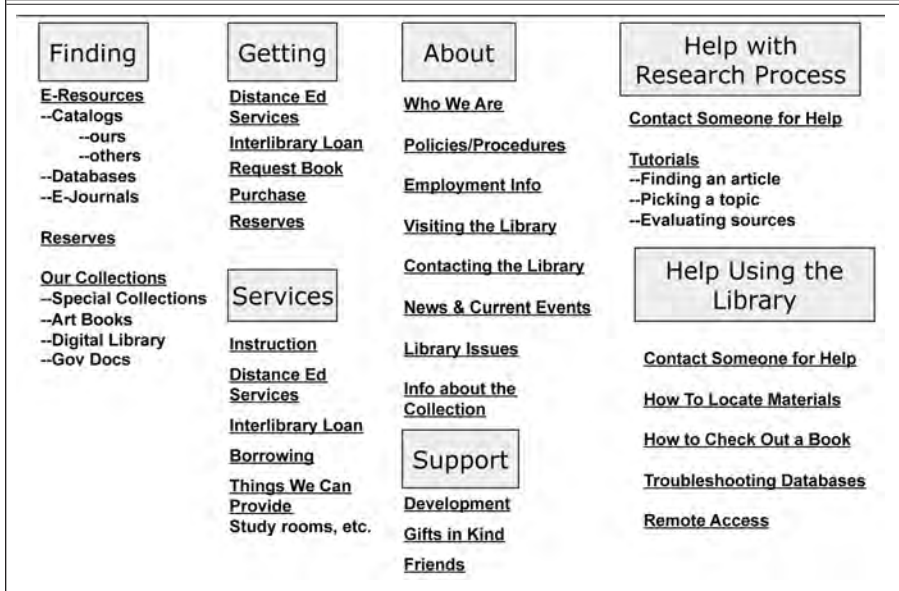 Finding
E-Resources
--Catalogs
--ours
--others
--Databases
--E-Journals
Reserves
Our Collections
--Special Collections
--Art Books
--Digital Library
--Gov Docs
Getting
Distance Ed
Services
Interlibrary Loan
Request Book
Purchase
Reserves
Services
Instruction
Distance Ed
Services
Interlibrary Loan
Borrowing
Things We Can
Provide
Study rooms, etc.
About
Who We Are
Policies/Procedures
Employment Info
Visiting the Library
Contacting the Library
News & Current Events
Library Issues
Info about the
Collection
Support
Development
Gifts in Kind
Friends
Help with
Research Process
Contact Someone for Help
Tutorials
--Finding an article
--Picking a topic
--Evaluating sources
Help Using the
Library
Contact Someone for Help
How To Locate Materials
How to Check Out a Book
Troubleshooting Databases
Remote Access